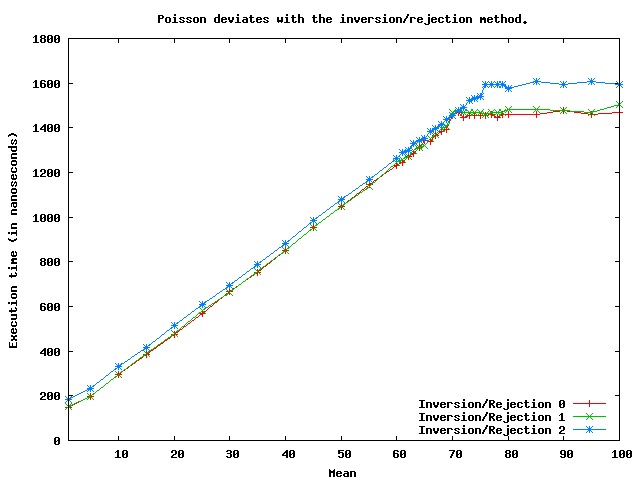 Poisson deviates with the inversion/rejection method.
1800
1600
1400
1200
1000
800
600
400
200
0
Execution time (in nanoseconds)
Inversion/Rejection 0
Inversion/Rejection 1
Inversion/Rejection 2
10 20 30 40 50 60 70 80 90 100
Mean